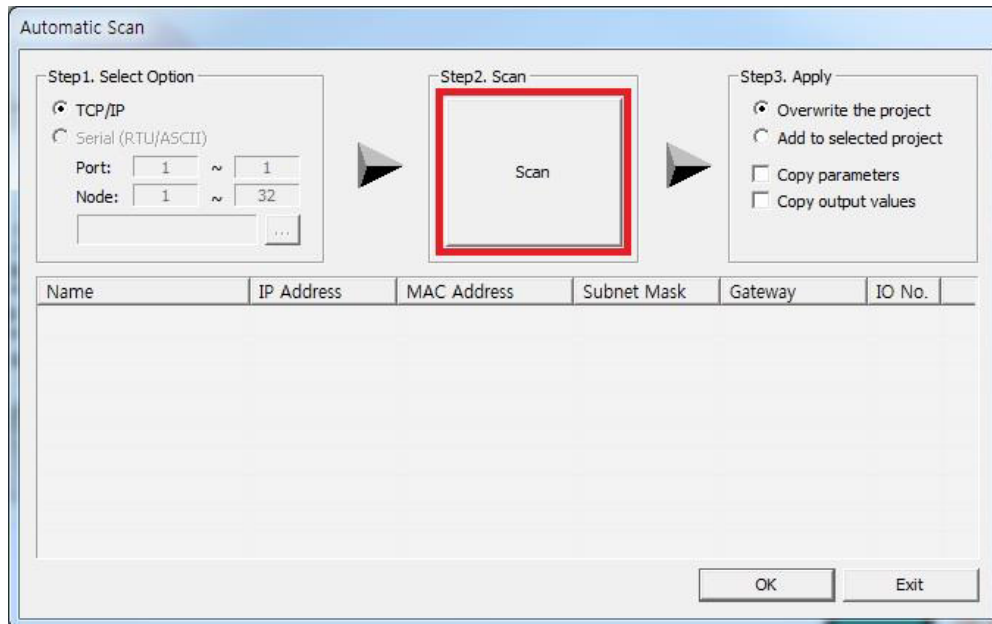 Automatic Scan
Step1. Select Option
TCP/IP
Serial (RTU/ASCII)
Port: 1 ~ 1
Node: 1 ~ 32
...
Step2. Scan
Scan
Step3. Apply
Overwrite the project
Add to selected project
Copy parameters
Copy output values
Name IP Address MAC Address Subnet Mask Gateway IO No.
OK Exit